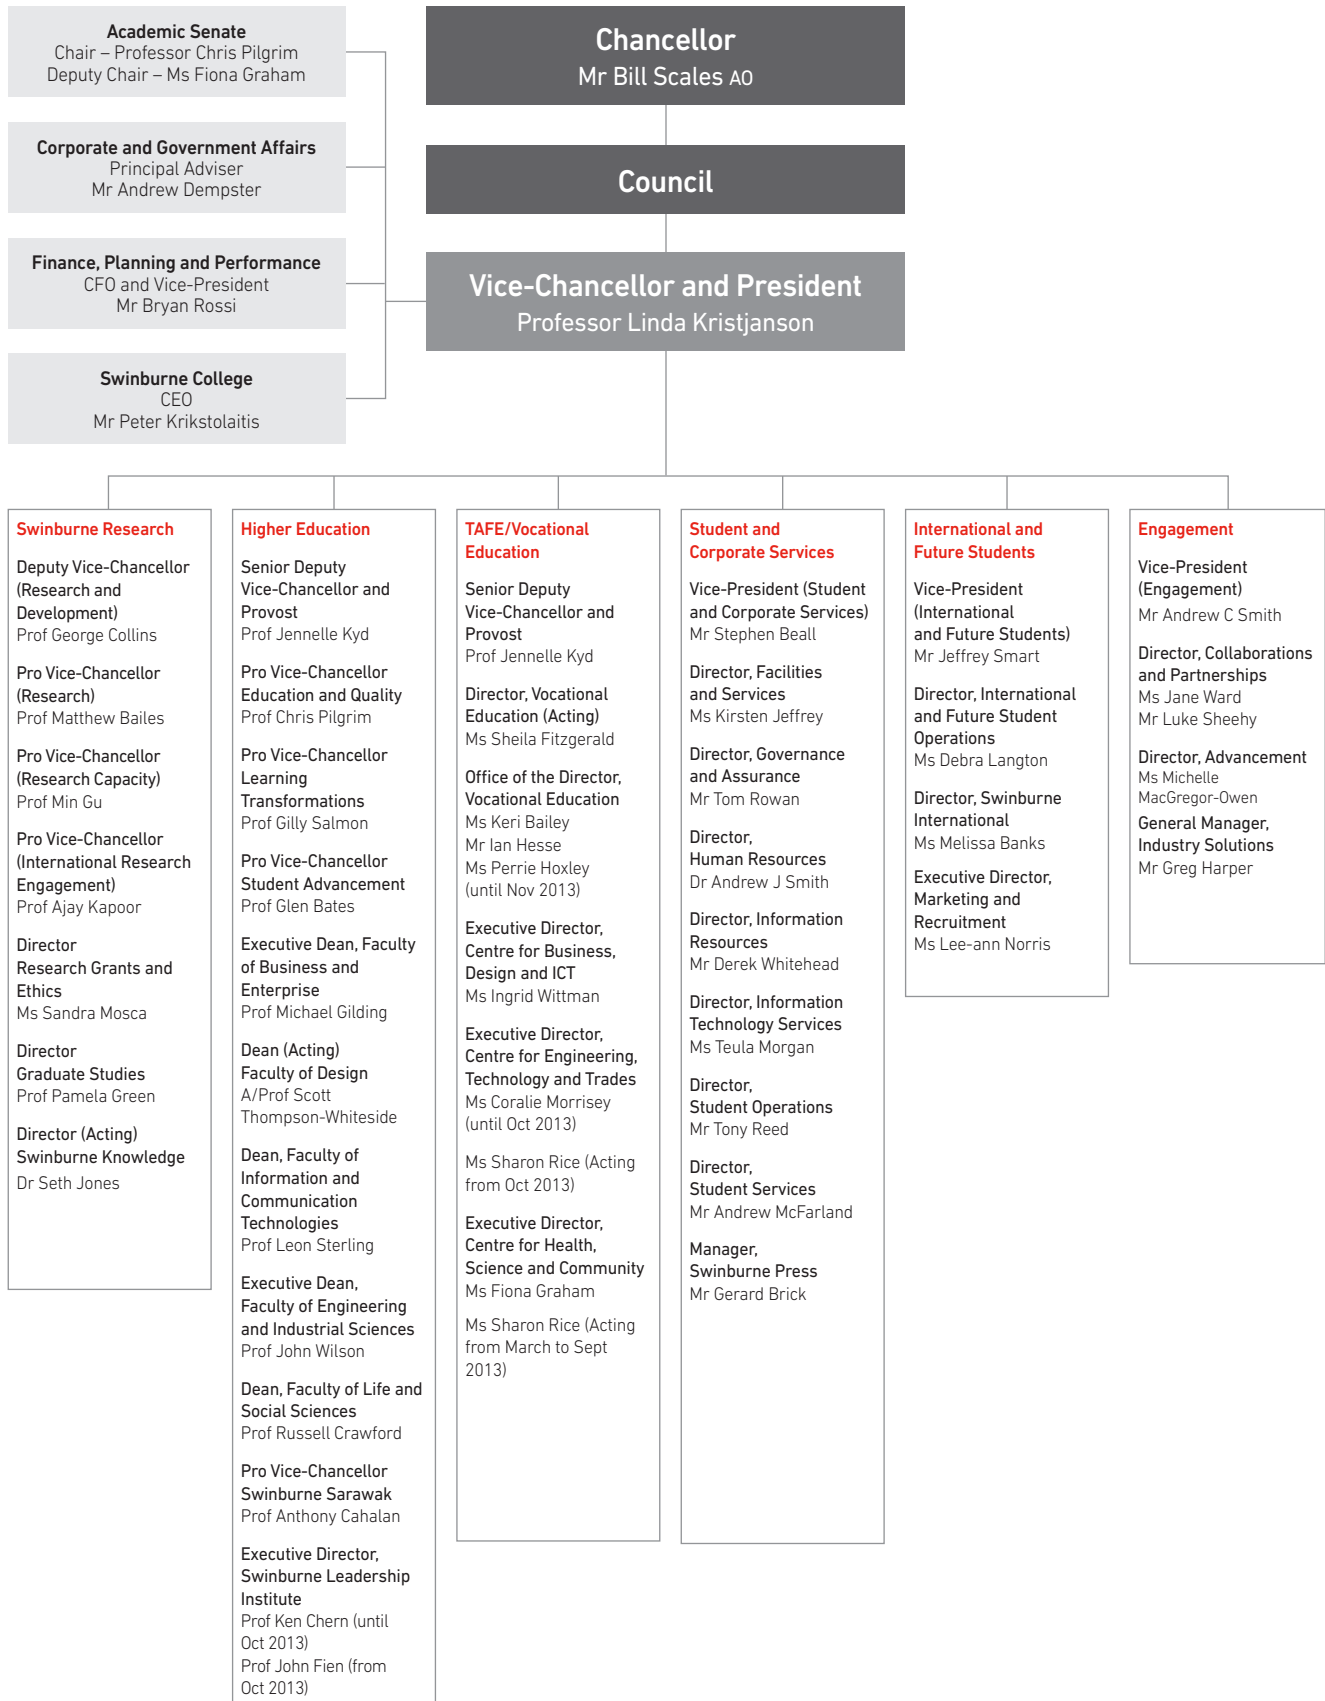 Academic Senate
Chair – Professor Chris Pilgrim
Deputy Chair – Ms Fiona Graham
Corporate and Government Affairs
Principal Adviser
Mr Andrew Dempster
Finance, Planning and Performance
CFO and Vice-President
Mr Bryan Rossi
Swinburne College
CEO
Mr Peter Krikstolaitis
Chancellor
Mr Bill Scales AO
Council
Vice-Chancellor and President
Professor Linda Kristjanson
Swinburne Research
Deputy Vice-Chancellor
(Research and
Development)
Prof George Collins
Pro Vice-Chancellor
(Research)
Prof Matthew Bailes
Pro Vice-Chancellor
(Research Capacity)
Prof Min Gu
Pro Vice-Chancellor
(International Research
Engagement)
Prof Ajay Kapoor
Director
Research Grants and
Ethics
Ms Sandra Mosca
Director
Graduate Studies
Prof Pamela Green
Director (Acting)
Swinburne Knowledge
Dr Seth Jones
Higher Education
Senior Deputy
Vice-Chancellor and
Provost
Prof Jennelle Kyd
Pro Vice-Chancellor
Education and Quality
Prof Chris Pilgrim
Pro Vice-Chancellor
Learning
Transformations
Prof Gilly Salmon
Pro Vice-Chancellor
Student Advancement
Prof Glen Bates
Executive Dean, Faculty
of Business and
Enterprise
Prof Michael Gilding
Dean (Acting)
Faculty of Design
A/Prof Scott
Thompson-Whiteside
Dean, Faculty of
Information and
Communication
Technologies
Prof Leon Sterling
Executive Dean,
Faculty of Engineering
and Industrial Sciences
Prof John Wilson
Dean, Faculty of Life and
Social Sciences
Prof Russell Crawford
Pro Vice-Chancellor
Swinburne Sarawak
Prof Anthony Cahalan
Executive Director,
Swinburne Leadership
Institute
Prof Ken Chern (until
Oct 2013)
Prof John Fien (from
Oct 2013)
TAFE/Vocational
Education
Senior Deputy
Vice-Chancellor and
Provost
Prof Jennelle Kyd
Director, Vocational
Education (Acting)
Ms Sheila Fitzgerald
Office of the Director,
Vocational Education
Ms Keri Bailey
Mr Ian Hesse
Ms Perrie Hoxley
(until Nov 2013)
Executive Director,
Centre for Business,
Design and ICT
Ms Ingrid Wittman
Executive Director,
Centre for Engineering,
Technology and Trades
Ms Coralie Morrisey
(until Oct 2013)
Ms Sharon Rice (Acting
from Oct 2013)
Executive Director,
Centre for Health,
Science and Community
Ms Fiona Graham
Ms Sharon Rice (Acting
from March to Sept
2013)
Student and
Corporate Services
Vice-President (Student
and Corporate Services)
Mr Stephen Beall
Director, Facilities
and Services
Ms Kirsten Jeffrey
Director, Governance
and Assurance
Mr Tom Rowan
Director,
Human Resources
Dr Andrew J Smith
Director, Information
Resources
Mr Derek Whitehead
Director, Information
Technology Services
Ms Teula Morgan
Director,
Student Operations
Mr Tony Reed
Director,
Student Services
Mr Andrew McFarland
Manager,
Swinburne Press
Mr Gerard Brick
International and
Future Students
Vice-President
(International
and Future Students)
Mr Jeffrey Smart
Director, International
and Future Student
Operations
Ms Debra Langton
Director, Swinburne
International
Ms Melissa Banks
Executive Director,
Marketing and
Recruitment
Ms Lee-ann Norris
Engagement
Vice-President
(Engagement)
Mr Andrew C Smith
Director, Collaborations
and Partnerships
Ms Jane Ward
Mr Luke Sheehy
Director, Advancement
Ms Michelle
MacGregor-Owen
General Manager,
Industry Solutions
Mr Greg Harper